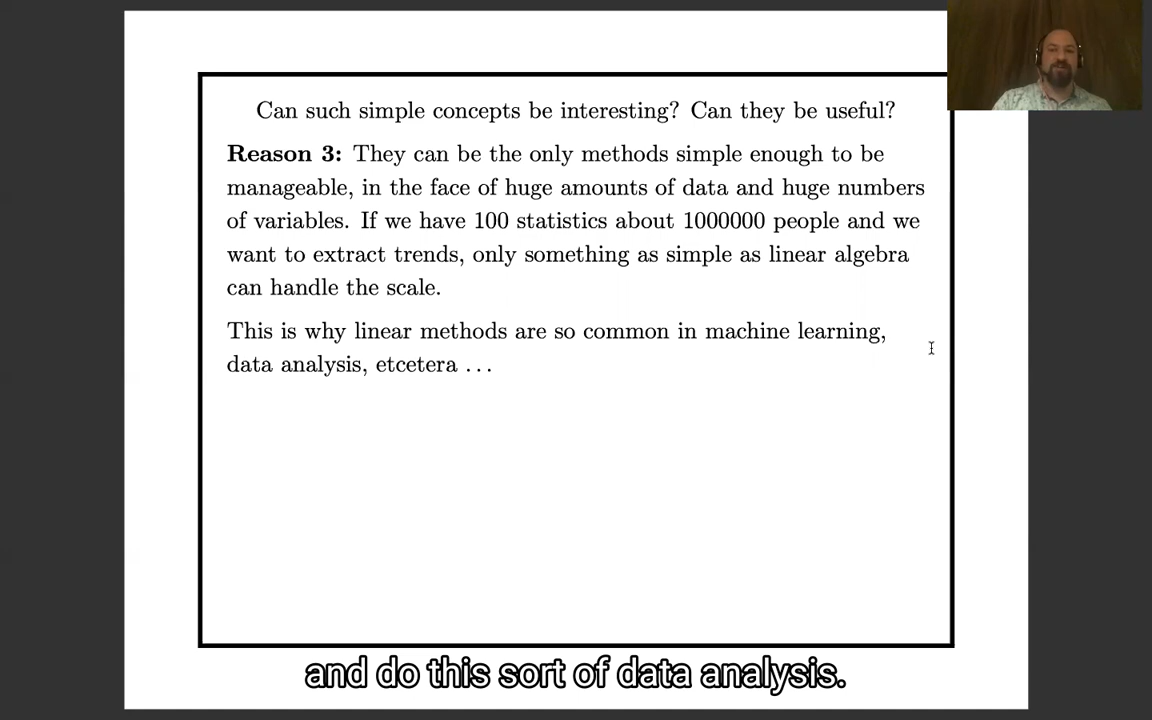 Can such simple concepts be interesting? Can they be useful?
Reason 3: They can be the only methods simple enough to be
manageable, in the face of huge amounts of data and huge numbers
of variables. If we have 100 statistics about 1000000 people and we
want to extract trends, only something as simple as linear algebra
can handle the scale.
This is why linear methods are so common in machine learning,
data analysis, etcetera ...
and do this sort of data analysis.